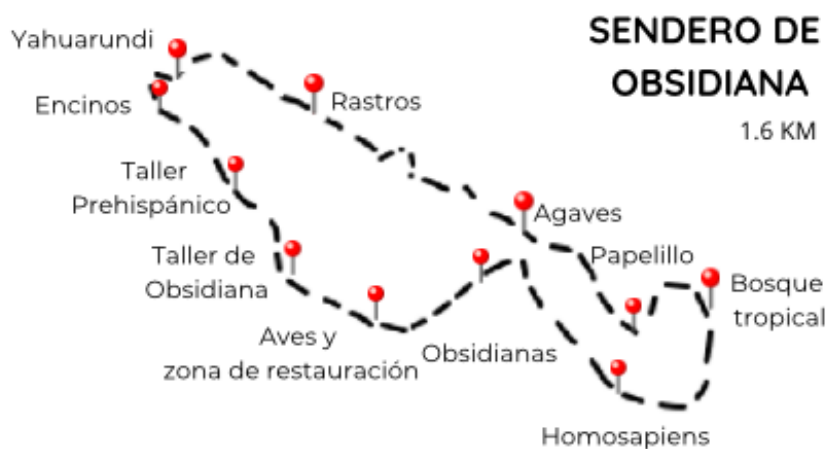 SENDERO DE
OBSIDIANA
1.6 KM
Yahuarundi
Encinos
Rastros
Taller
Prehispánico
Agaves
Taller de
Obsidiana
Papelillo
Bosque
tropical
Aves y
zona de restauración
Obsidianas
Homosapiens